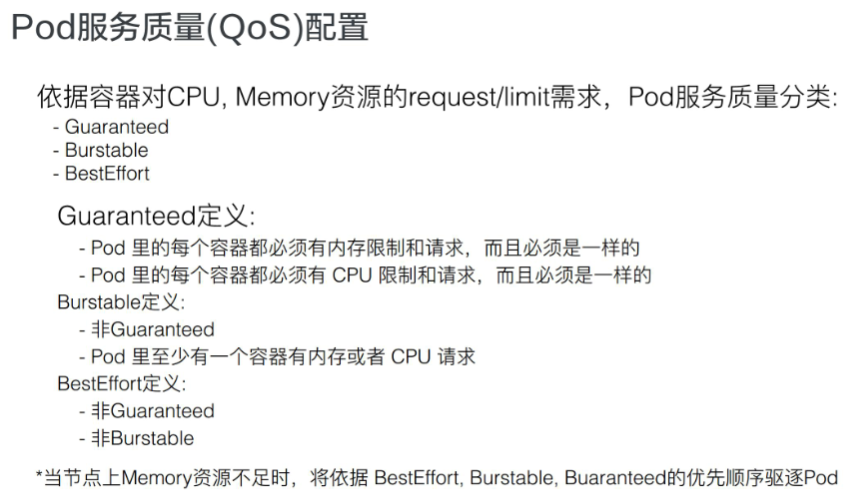 Pod服务质量(QoS)配置
依据容器对CPU, Memory资源的request/limit需求，Pod服务质量分类:
- Guaranteed
- Burstable
- BestEffort
Guaranteed定义:
- Pod 里的每个容器都必须有内存限制和请求，而且必须是一样的
- Pod 里的每个容器都必须有 CPU 限制和请求，而且必须是一样的
Burstable定义:
- 非Guaranteed
- Pod 里至少有一个容器有内存或者 CPU 请求
BestEffort定义:
- 非Guaranteed
- 非Burstable
*当节点上Memory资源不足时，将依据 BestEffort, Burstable, Buaranteed的优先顺序驱逐Pod